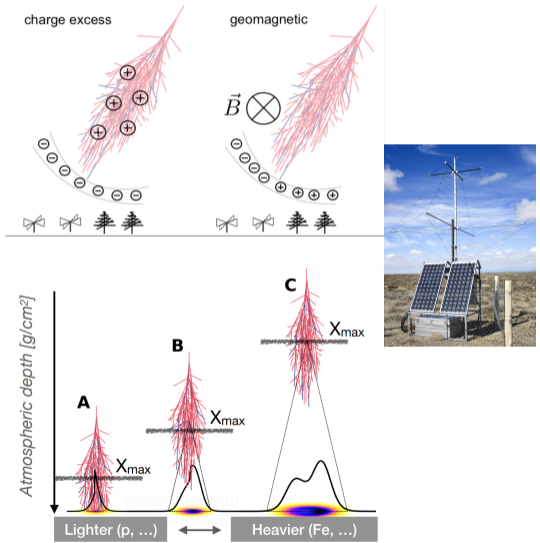 charge excess
geomagnetic
B⃗
Atmospheric depth [g/cm²]
C
Xmax
B
Xmax
A
Xmax
Lighter (p, ...)
Heavier (Fe, ...)